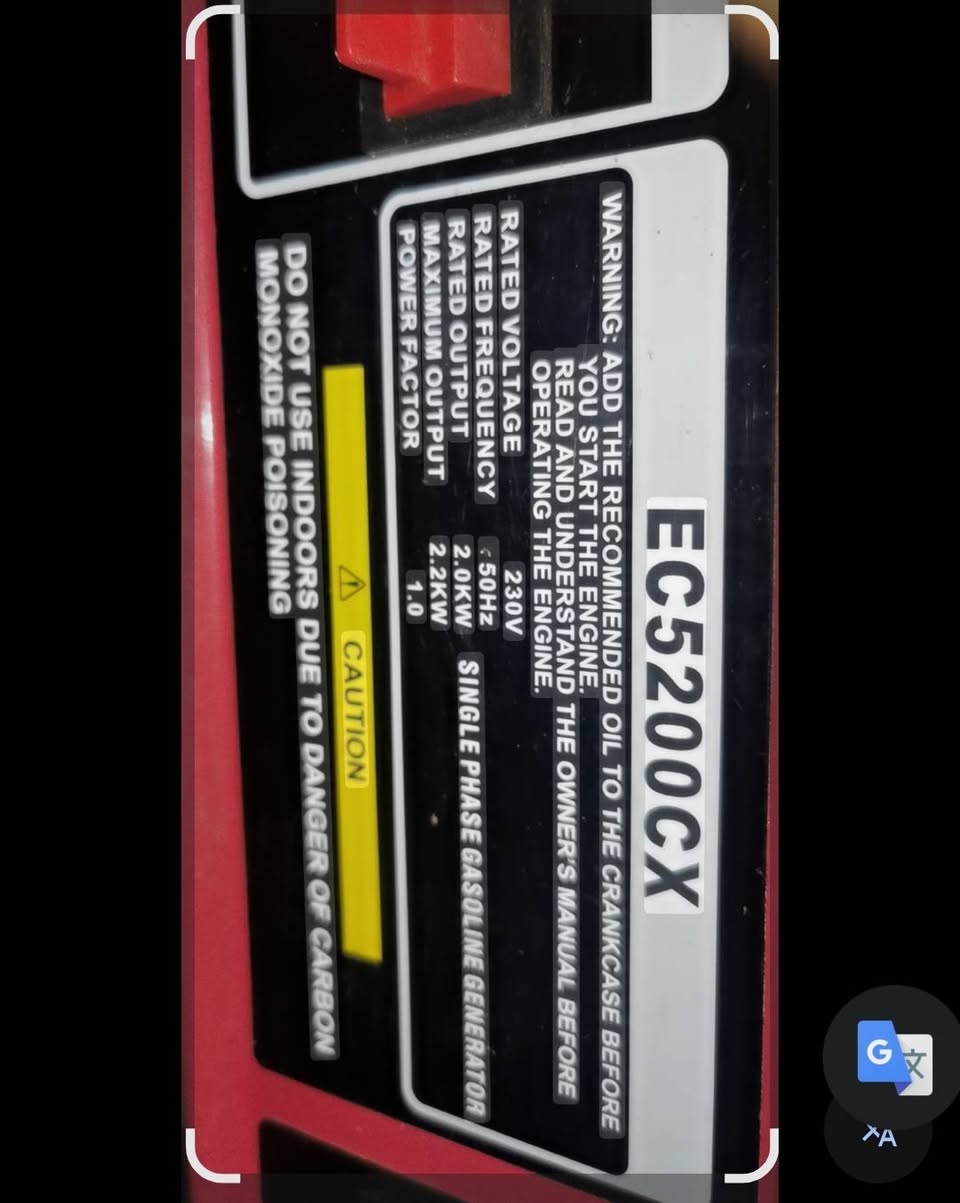 EC5200CX
WARNING: ADD THE RECOMMENDED OIL TO THE CRANKCASE BEFORE
YOU START THE ENGINE.
READ AND UNDERSTAND THE OWNER'S MANUAL BEFORE
OPERATING THE ENGINE.
RATED VOLTAGE 230V
RATED FREQUENCY 50Hz
RATED OUTPUT 2.0KW SINGLE PHASE GASOLINE GENERATOR
MAXIMUM OUTPUT 2.2KW
POWER FACTOR 1.0
⚠ CAUTION
DO NOT USE INDOORS DUE TO DANGER OF CARBON
MONOXIDE POISONING
G 文
文A